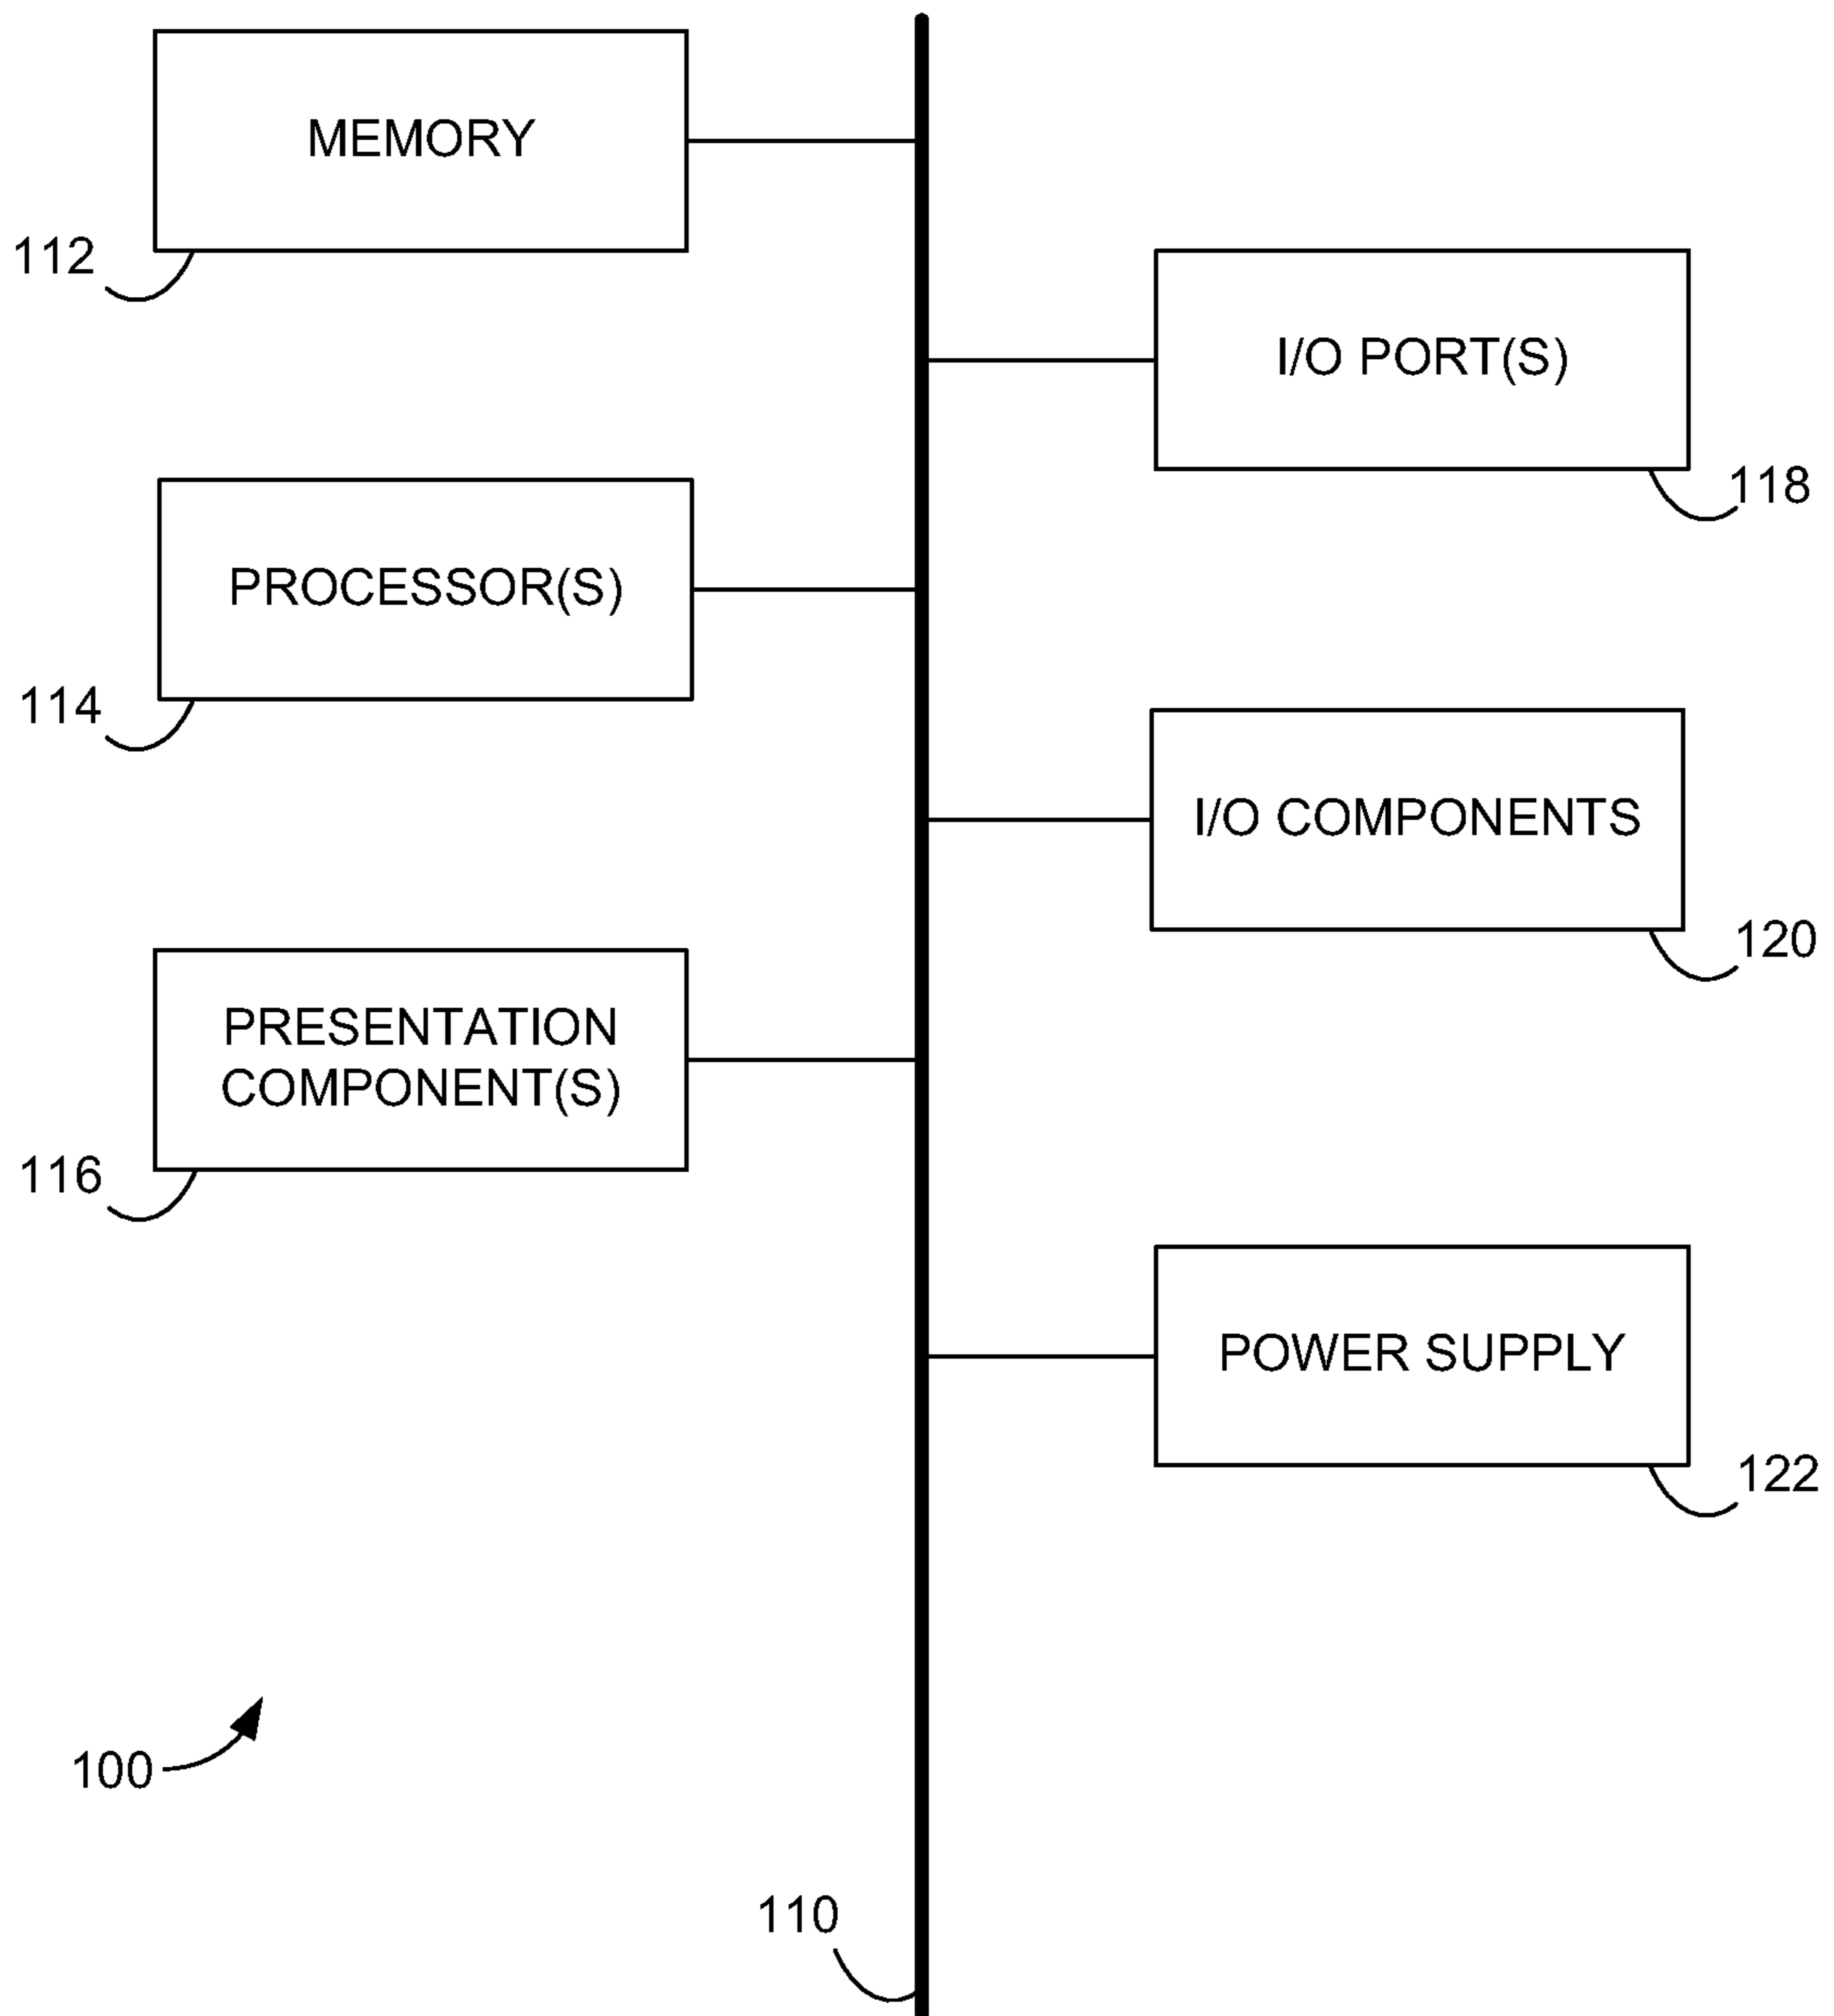 MEMORY
112
I/O PORT(S)
118
PROCESSOR(S)
114
I/O COMPONENTS
120
PRESENTATION
COMPONENT(S)
116
POWER SUPPLY
122
100
110